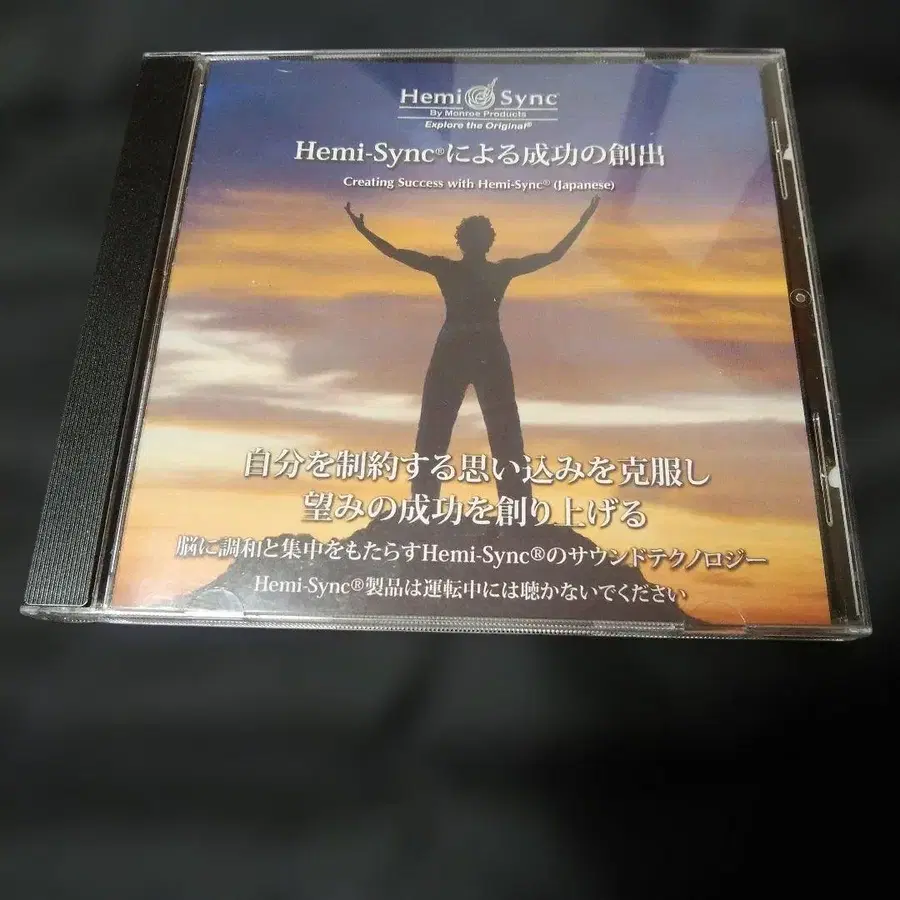 Hemi Sync™
By Monroe Products
Explore the Original®
Hemi-Sync®による成功の創出
Creating Success with Hemi-Sync® (Japanese)
自分を制約する思い込みを克服し
望みの成功を創り上げる
脳に調和と集中をもたらすHemi-Sync®のサウンドテクノロジー
Hemi-Sync®製品は運転中には聴かないでください